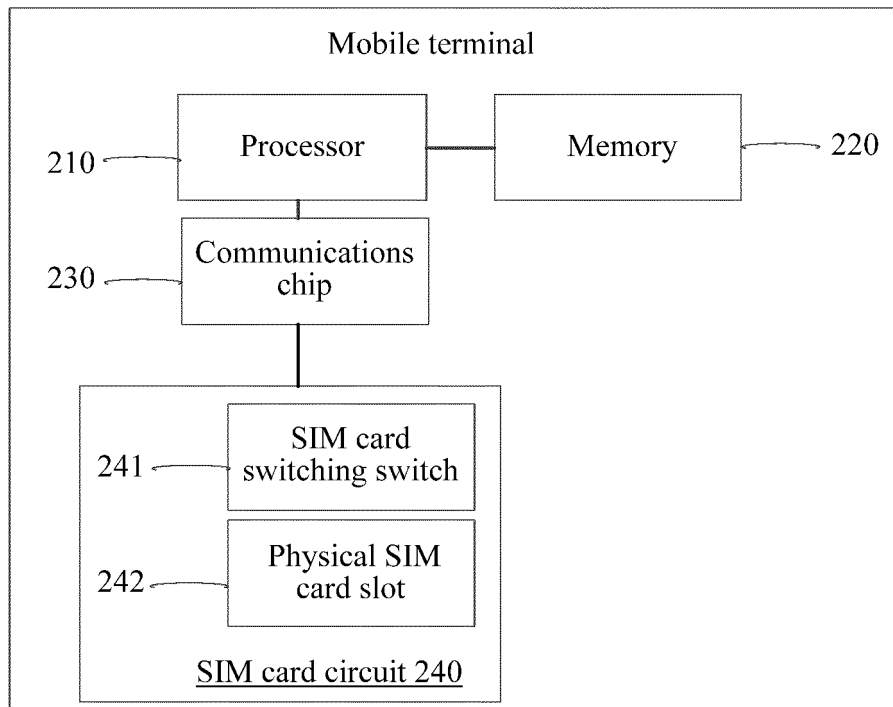 Mobile terminal
210
Processor
Memory
220
230
Communications
chip
241
SIM card
switching switch
242
Physical SIM
card slot
SIM card circuit 240